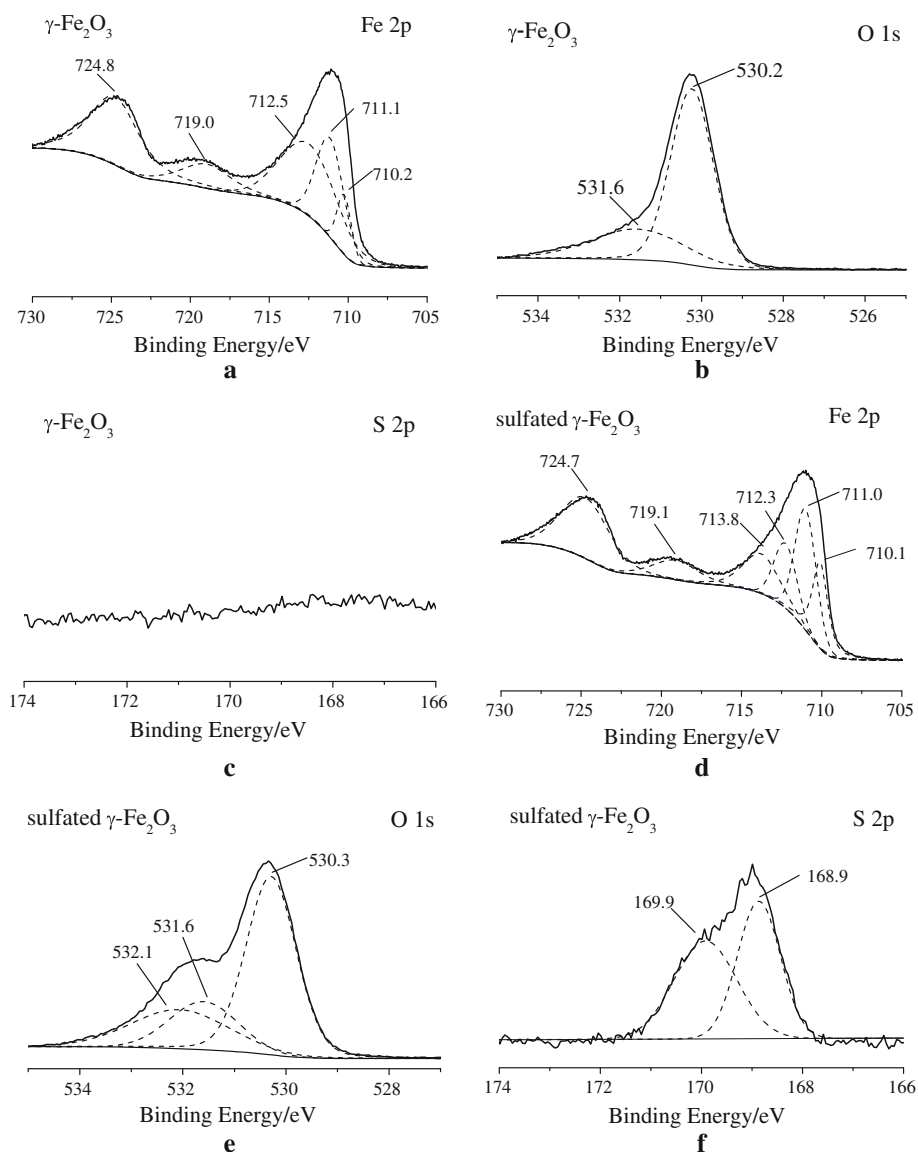 γ-Fe2O3 Fe 2p
724.8
719.0
712.5
711.1
710.2
730 725 720 715 710 705
Binding Energy/eV
a
γ-Fe2O3 O 1s
530.2
531.6
534 532 530 528 526
Binding Energy/eV
b
γ-Fe2O3 S 2p
174 172 170 168 166
Binding Energy/eV
c
sulfated γ-Fe2O3 Fe 2p
724.7
719.1
713.8
712.3
711.0
710.1
730 725 720 715 710 705
Binding Energy/eV
d
sulfated γ-Fe2O3 O 1s
530.3
531.6
532.1
534 532 530 528 527
Binding Energy/eV
e
sulfated γ-Fe2O3 S 2p
168.9
169.9
174 172 170 168 166
Binding Energy/eV
f